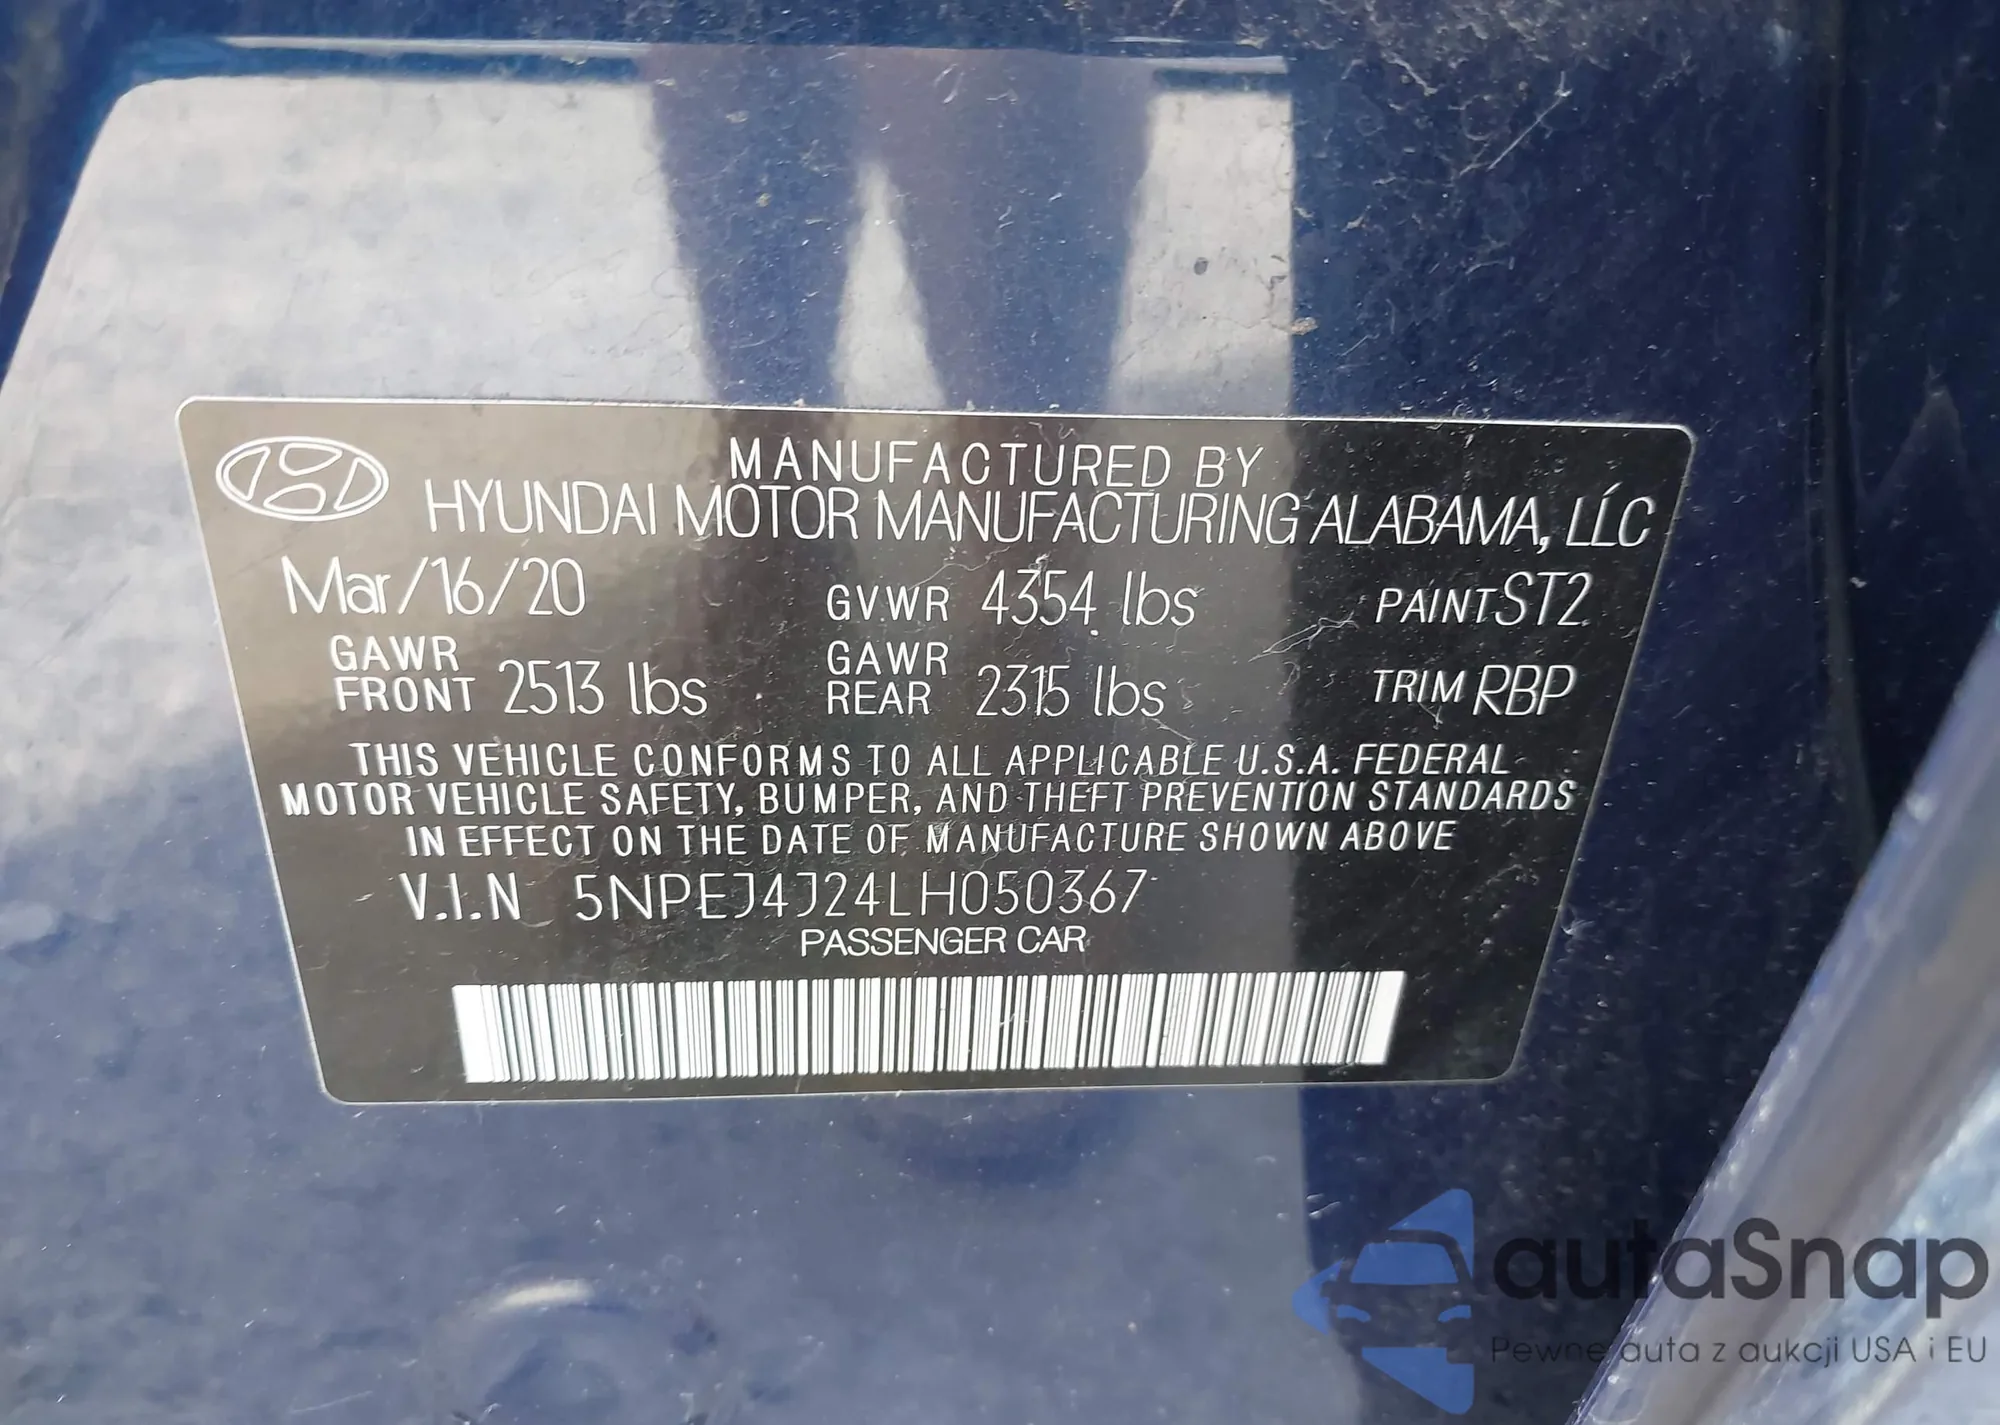 MANUFACTURED BY
HYUNDAI MOTOR MANUFACTURING ALABAMA, LLC
Mar/16/20 GVWR 4354 lbs PAINT ST2
GAWR FRONT 2513 lbs GAWR REAR 2315 lbs TRIM RBP
THIS VEHICLE CONFORMS TO ALL APPLICABLE U.S.A. FEDERAL
MOTOR VEHICLE SAFETY, BUMPER, AND THEFT PREVENTION STANDARDS
IN EFFECT ON THE DATE OF MANUFACTURE SHOWN ABOVE
V.I.N 5NPEJ4J24LH050367
PASSENGER CAR
autaSnap
Pewne auta z aukcji USA i EU